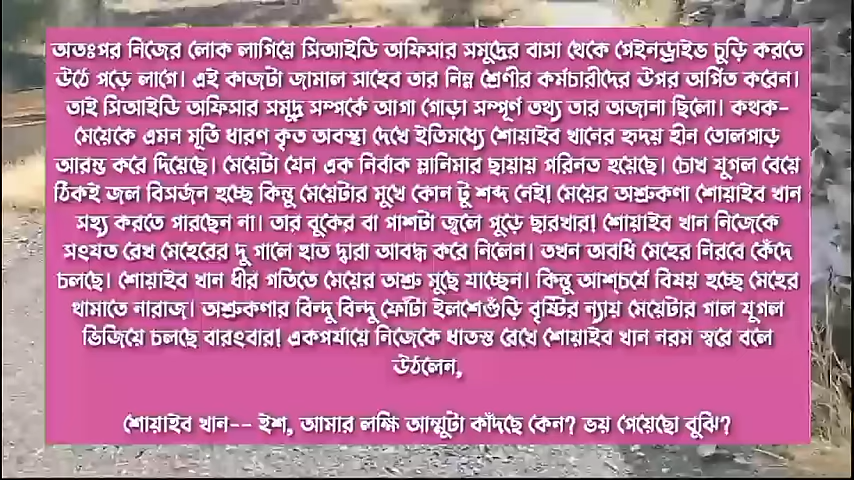 অতঃপর নিজের লোক লাগিয়ে সিআইডি অফিসার সমুদ্রের বাসা থেকে পেইনড্রাইভ চুড়ি করতে
উঠে পড়ে লাগে। এই কাজটা জামাল সাহেব তার নিম্ন শ্রেণীর কর্মচারীদের উপর অর্পিত করেন।
তাই সিআইডি অফিসার সমুদ্র সম্পর্কে আগা গোড়া সম্পূর্ণ তথ্য তার অজানা ছিলো। কথক-
মেয়েকে এমন মূর্তি ধারণ কৃত অবস্থা দেখে ইতিমধ্যে শোয়াইব খানের হৃদয় হীন তোলপাড়
আরম্ভ করে দিয়েছে। মেয়েটা যেন এক নির্বাক ম্লানিমার ছায়ায় পরিনত হয়েছে। চোখ যুগল বেয়ে
ঠিকই জল বিসর্জন হচ্ছে কিন্তু মেয়েটার মুখে কোন টু শব্দ নেই! মেয়ের অশ্রুকণা শোয়াইব খান
সহ্য করতে পারছেন না। তার বুকের বা পাশটা জ্বলে পুড়ে ছারখার! শোয়াইব খান নিজেকে
সংযত রেখ মেহেরের দু গালে হাত দ্বারা আবদ্ধ করে নিলেন। তখন অবধি মেহের নিরবে কেঁদে
চলছে। শোয়াইব খান ধীর গতিতে মেয়ের অশ্রু মুছে যাচ্ছেন। কিন্তু আশ্চর্যে বিষয় হচ্ছে মেহের
থামাতে নারাজ। অশ্রুকণার বিন্দু বিন্দু ফোঁটা ইলশেগুঁড়ি বৃষ্টির ন্যায় মেয়েটার গাল যুগল
ভিজিয়ে চলছে বারংবার! একপর্যায়ে নিজেকে ধাতস্ত রেখে শোয়াইব খান নরম স্বরে বলে
উঠলেন,
শোয়াইব খান-- ইশ, আমার লক্ষি আম্মুটা কাঁদছে কেন? ভয় পেয়েছো বুঝি?